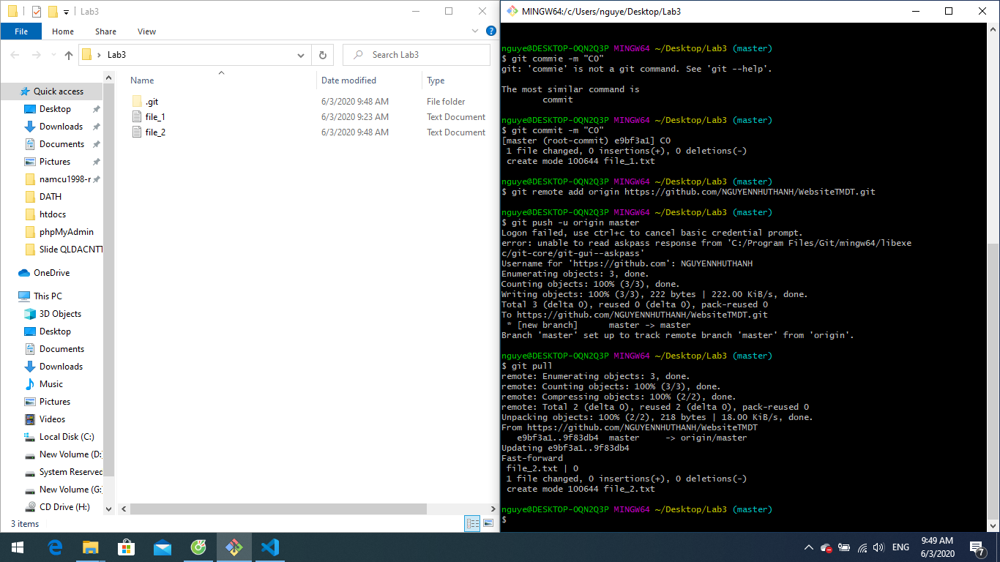 Lab3
File
Home
Share
View
Lab3
Search Lab3
Name
Date modified
Type
.git
6/3/2020 9:48 AM
File folder
file_1
6/3/2020 9:23 AM
Text Document
file_2
6/3/2020 9:48 AM
Text Document
Quick access
Desktop
Downloads
Documents
Pictures
namcu1998-r
DATH
htdocs
phpMyAdmin
Slide QLDACNTT
OneDrive
This PC
3D Objects
Desktop
Documents
Downloads
Music
Pictures
Videos
Local Disk (C:)
New Volume (D:
System Reserved
New Volume (G:
CD Drive (H:)
3 items
MINGW64:/c/Users/nguye/Desktop/Lab3
nguye@DESKTOP-OQN2Q3P MINGW64 ~/Desktop/Lab3 (master)
$ git commie -m "C0"
git: 'commie' is not a git command. See 'git --help'.
The most similar command is
commit
nguye@DESKTOP-OQN2Q3P MINGW64 ~/Desktop/Lab3 (master)
$ git commit -m "C0"
[master (root-commit) e9bf3a1] C0
1 file changed, 0 insertions(+), 0 deletions(-)
create mode 100644 file_1.txt
nguye@DESKTOP-OQN2Q3P MINGW64 ~/Desktop/Lab3 (master)
$ git remote add origin https://github.com/NGUYENNHUTHANH/WebsiteTMDT.git
nguye@DESKTOP-OQN2Q3P MINGW64 ~/Desktop/Lab3 (master)
$ git push -u origin master
Logon failed, use ctrl+c to cancel basic credential prompt.
error: unable to read askpass response from 'C:/Program Files/Git/mingw64/libexe
c/git-core/git-gui--askpass'
Username for 'https://github.com': NGUYENNHUTHANH
Enumerating objects: 3, done.
Counting objects: 100% (3/3), done.
Writing objects: 100% (3/3), 222 bytes | 222.00 KiB/s, done.
Total 3 (delta 0), reused 0 (delta 0), pack-reused 0
To https://github.com/NGUYENNHUTHANH/WebsiteTMDT.git
* [new branch] master -> master
Branch 'master' set up to track remote branch 'master' from 'origin'.
nguye@DESKTOP-OQN2Q3P MINGW64 ~/Desktop/Lab3 (master)
$ git pull
remote: Enumerating objects: 3, done.
remote: Counting objects: 100% (3/3), done.
remote: Compressing objects: 100% (2/2), done.
remote: Total 2 (delta 0), reused 2 (delta 0), pack-reused 0
Unpacking objects: 100% (2/2), 218 bytes | 18.00 KiB/s, done.
From https://github.com/NGUYENNHUTHANH/WebsiteTMDT
e9bf3a1..9f83db4 master -> origin/master
Updating e9bf3a1..9f83db4
Fast-forward
file_2.txt | 0
1 file changed, 0 insertions(+), 0 deletions(-)
create mode 100644 file_2.txt
nguye@DESKTOP-OQN2Q3P MINGW64 ~/Desktop/Lab3 (master)
$
ENG
9:49 AM
6/3/2020
7